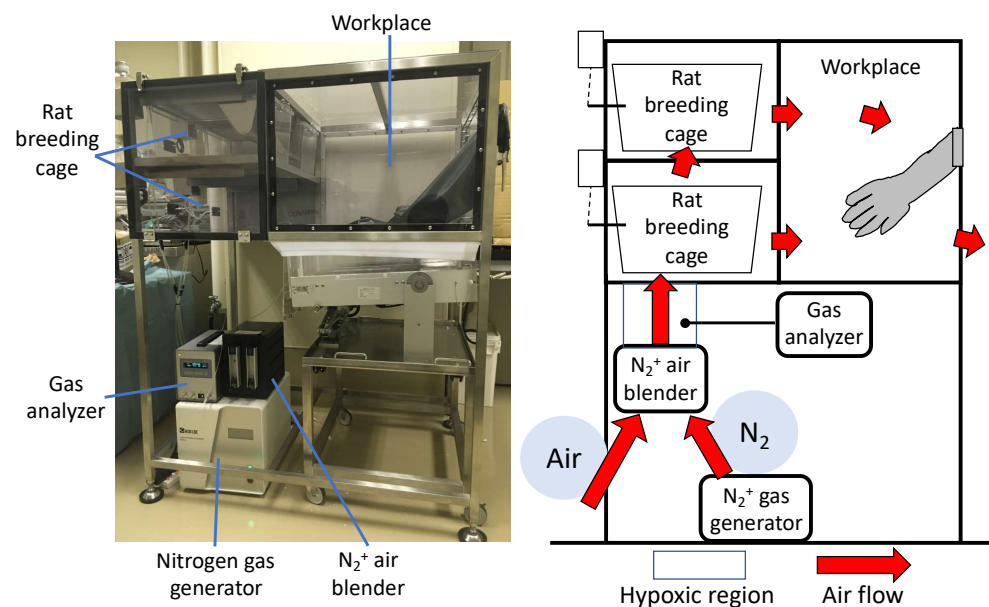 Workplace
Rat
breeding
cage
Gas
analyzer
Nitrogen gas
generator
N₂⁺ air
blender
Rat
breeding
cage
Workplace
Rat
breeding
cage
Gas
analyzer
N₂⁺ air
blender
Air
N₂
N₂⁺ gas
generator
Hypoxic region
Air flow